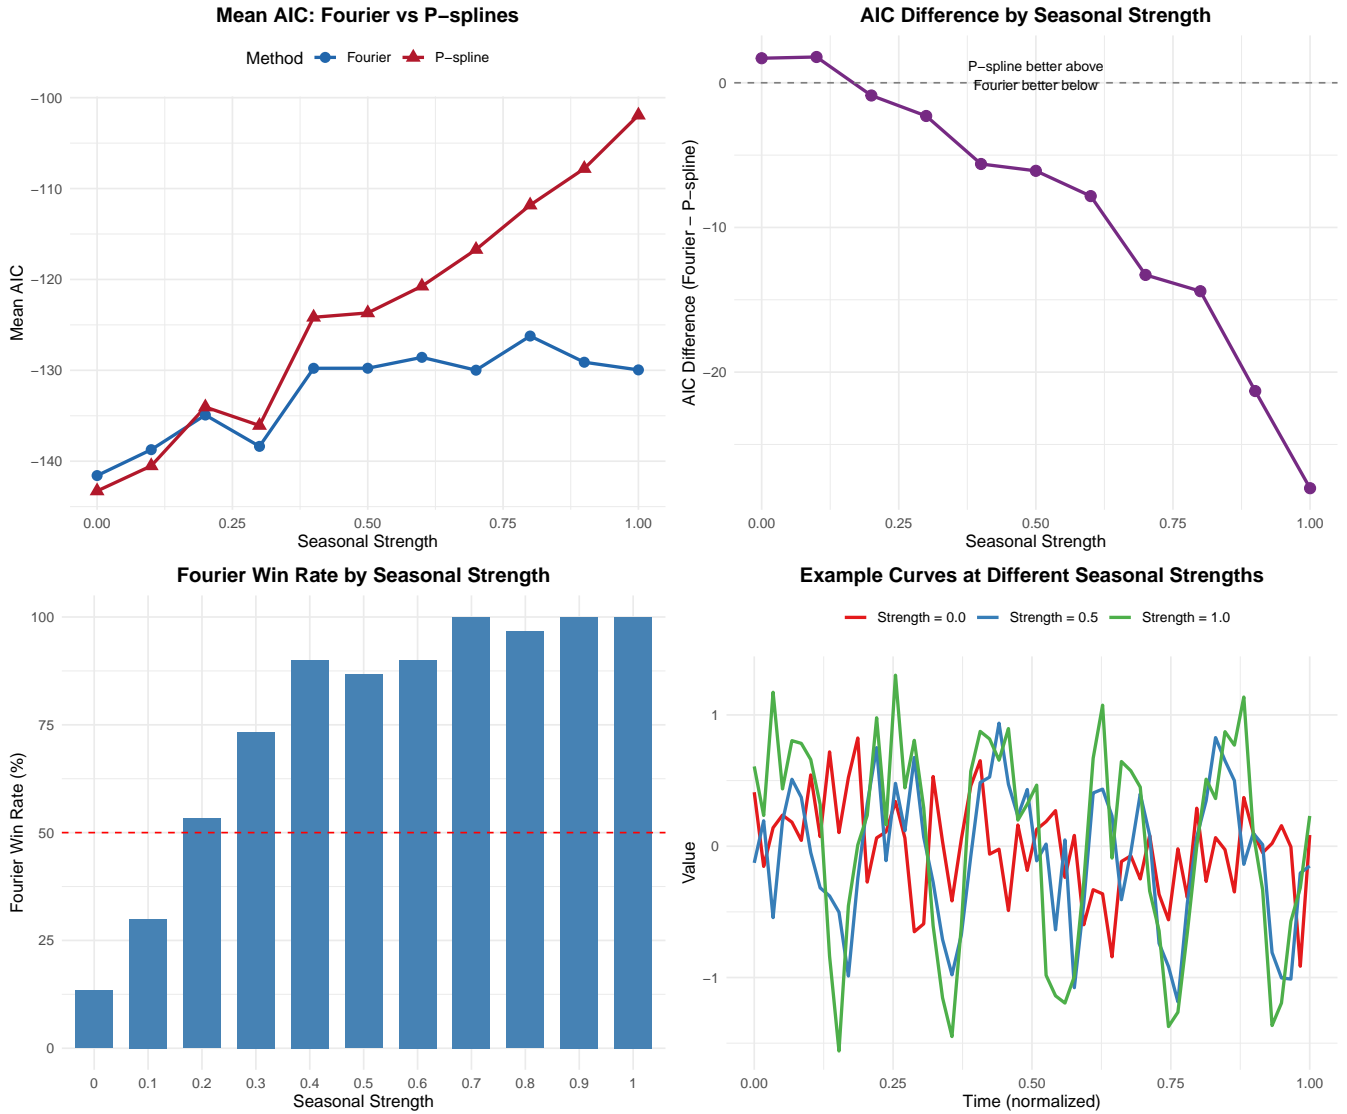 Mean AIC: Fourier vs P−splines
Method Fourier P−spline
−100
−110
−120
−130
−140
Mean AIC
0.00 0.25 0.50 0.75 1.00
Seasonal Strength
AIC Difference by Seasonal Strength
P−spline better above
Fourier better below
0
−10
−20
AIC Difference (Fourier − P−spline)
0.00 0.25 0.50 0.75 1.00
Seasonal Strength
Fourier Win Rate by Seasonal Strength
100
75
50
25
0
Fourier Win Rate (%)
0 0.1 0.2 0.3 0.4 0.5 0.6 0.7 0.8 0.9 1
Seasonal Strength
Example Curves at Different Seasonal Strengths
Strength = 0.0 Strength = 0.5 Strength = 1.0
1
0
−1
Value
0.00 0.25 0.50 0.75 1.00
Time (normalized)